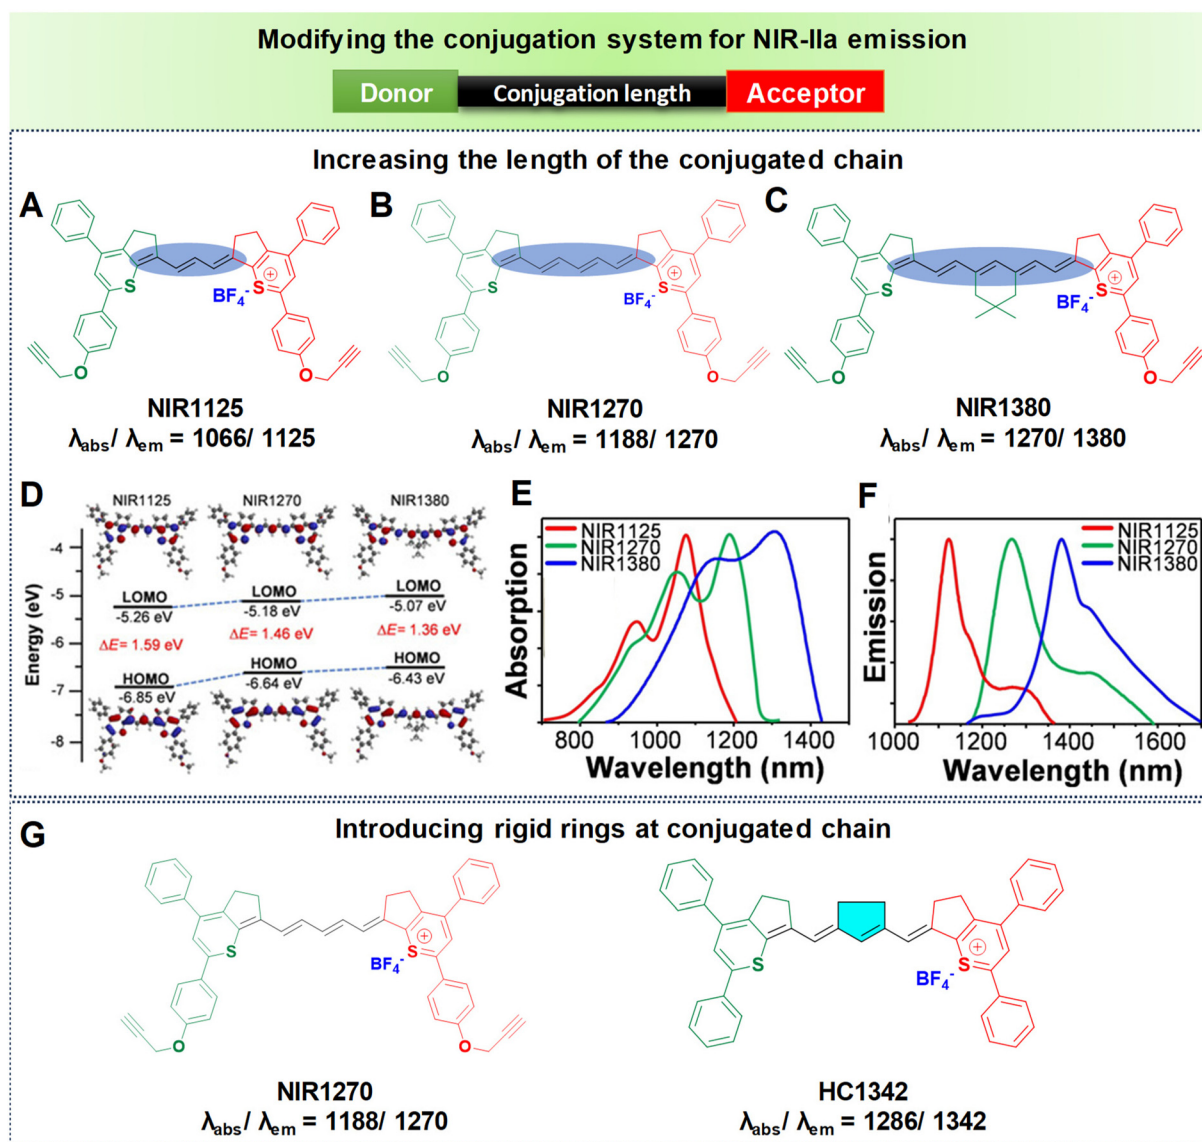 Modifying the conjugation system for NIR-IIa emission
Donor Conjugation length Acceptor
Increasing the length of the conjugated chain
A
S
BF₄⁻
S
+
O
O
NIR1125
λabs/ λem = 1066/ 1125
B
S
BF₄⁻
S
+
O
O
NIR1270
λabs/ λem = 1188/ 1270
C
S
BF₄⁻
S
+
O
O
NIR1380
λabs/ λem = 1270/ 1380
D
NIR1125 NIR1270 NIR1380
Energy (eV)
-4
-5
-6
-7
-8
LOMO
-5.26 eV
ΔE= 1.59 eV
HOMO
-6.85 eV
LOMO
-5.18 eV
ΔE= 1.46 eV
HOMO
-6.64 eV
LOMO
-5.07 eV
ΔE= 1.36 eV
HOMO
-6.43 eV
E
NIR1125
NIR1270
NIR1380
Absorption
800 1000 1200 1400
Wavelength (nm)
F
NIR1125
NIR1270
NIR1380
Emission
1000 1200 1400 1600
Wavelength (nm)
G
Introducing rigid rings at conjugated chain
S
BF₄⁻
S
+
O
O
NIR1270
λabs/ λem = 1188/ 1270
S
BF₄⁻
S
+
HC1342
λabs/ λem = 1286/ 1342